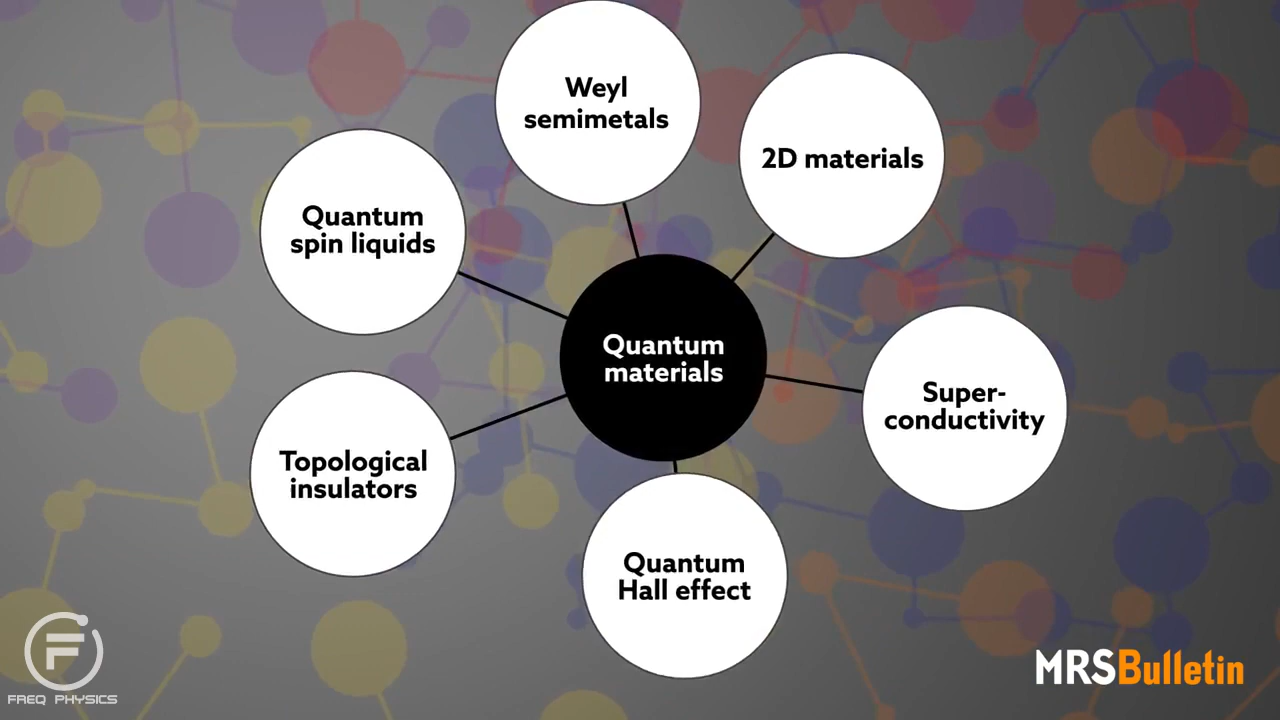 Weyl
semimetals
2D materials
Quantum
spin liquids
Quantum
materials
Super-
conductivity
Topological
insulators
Quantum
Hall effect
FREQ PHYSICS
MRSBulletin